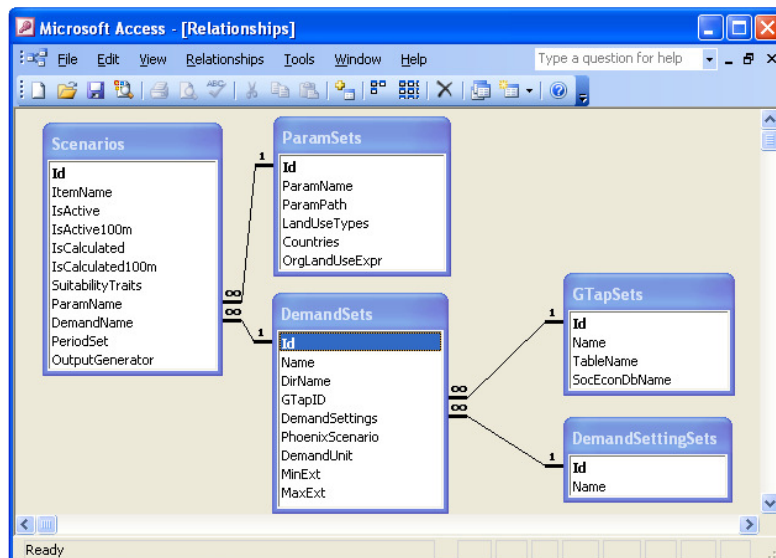 Microsoft Access - [Relationships]
File Edit View Relationships Tools Window Help Type a question for help
Scenarios
Id
ItemName
IsActive
IsActive100m
IsCalculated
IsCalculated100m
SuitabilityTraits
ParamName
DemandName
PeriodSet
OutputGenerator
ParamSets
Id
ParamName
ParamPath
LandUseTypes
Countries
OrgLandUseExpr
DemandSets
Id
Name
DirName
GTapID
DemandSettings
PhoenixScenario
DemandUnit
MinExt
MaxExt
GTapSets
Id
Name
TableName
SocEconDbName
DemandSettingSets
Id
Name
1
∞
∞
1
1
∞
∞
1
Ready